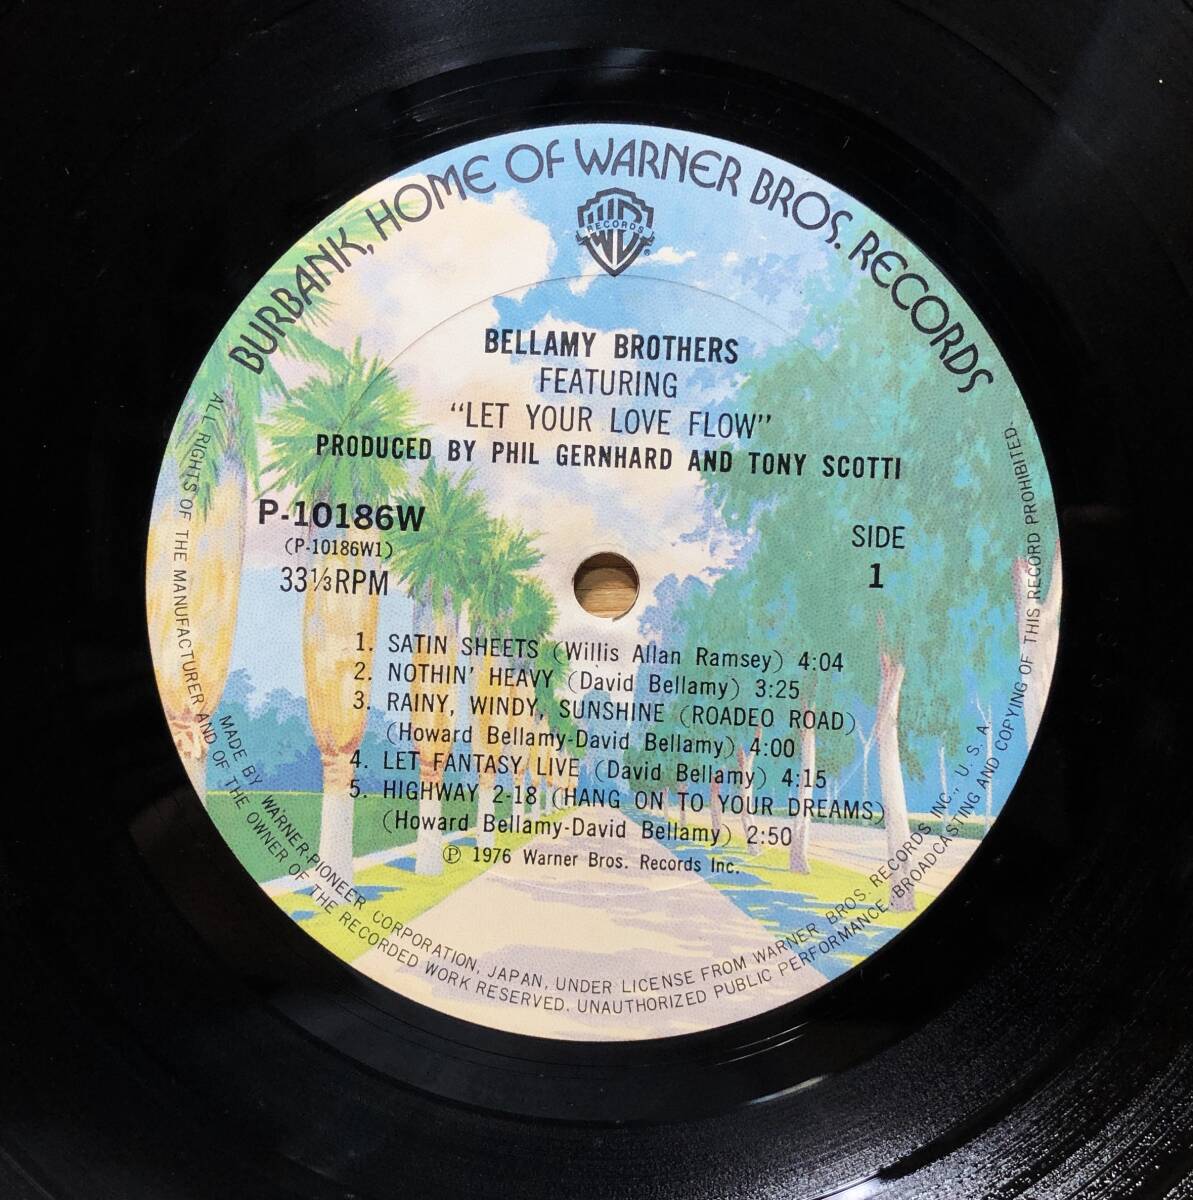 BURBANK, HOME OF WARNER BROS. RECORDS
WB
RECORDS
®
BELLAMY BROTHERS
FEATURING
"LET YOUR LOVE FLOW"
PRODUCED BY PHIL GERNHARD AND TONY SCOTTI
P-10186W
(P-10186W1)
33⅓RPM
SIDE
1
1. SATIN SHEETS (Willis Allan Ramsey) 4:04
2. NOTHIN' HEAVY (David Bellamy) 3:25
3. RAINY, WINDY, SUNSHINE (ROADEO ROAD)
(Howard Bellamy-David Bellamy) 4:00
4. LET FANTASY LIVE (David Bellamy) 4:15
5. HIGHWAY 2-18 (HANG ON TO YOUR DREAMS)
(Howard Bellamy-David Bellamy) 2:50
Ⓟ 1976 Warner Bros. Records Inc.
MADE BY WARNER-PIONEER CORPORATION, JAPAN, UNDER LICENSE FROM WARNER BROS. RECORDS INC., U. S. A.
ALL RIGHTS OF THE MANUFACTURER AND OF THE OWNER OF THE RECORDED WORK RESERVED. UNAUTHORIZED PUBLIC PERFORMANCE, BROADCASTING AND COPYING OF THIS RECORD PROHIBITED.